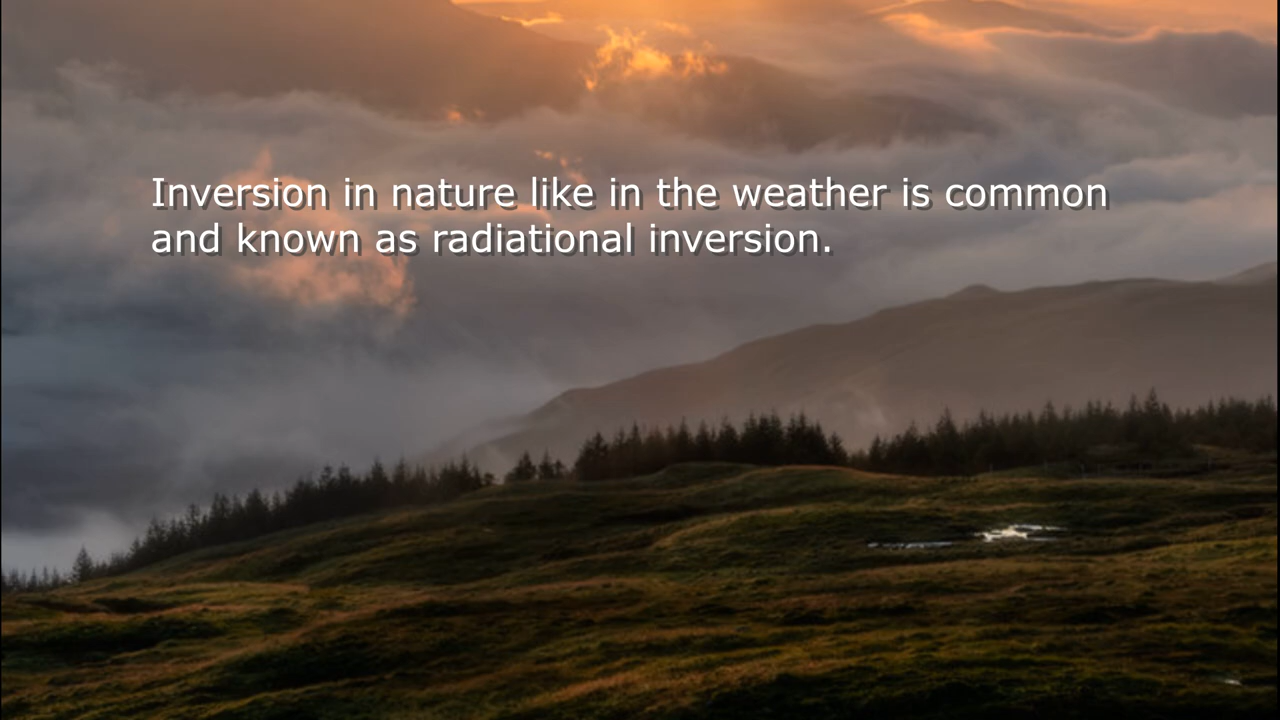 Inversion in nature like in the weather is common
and known as radiational inversion.